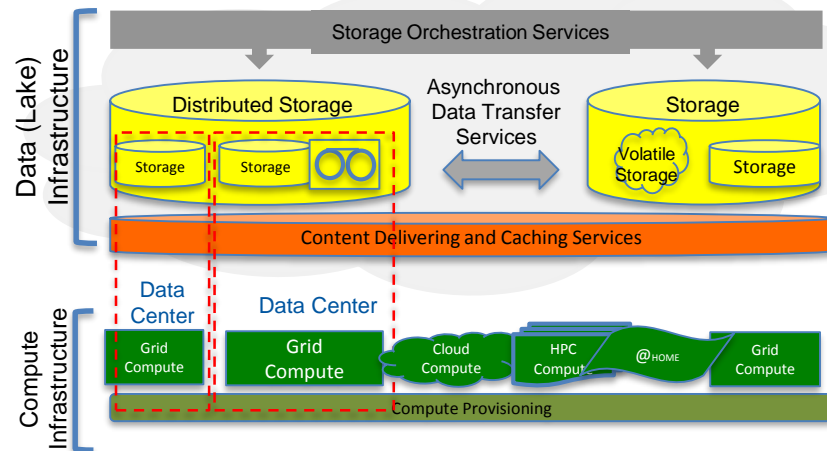 Storage Orchestration Services
Data (Lake)
Infrastructure
Distributed Storage
Asynchronous
Data Transfer
Services
Storage
Storage
Storage
Volatile
Storage
Storage
Content Delivering and Caching Services
Data
Center
Data Center
Compute
Infrastructure
Grid
Compute
Grid
Compute
Cloud
Compute
HPC
Compute
@HOME
Grid
Compute
Compute Provisioning